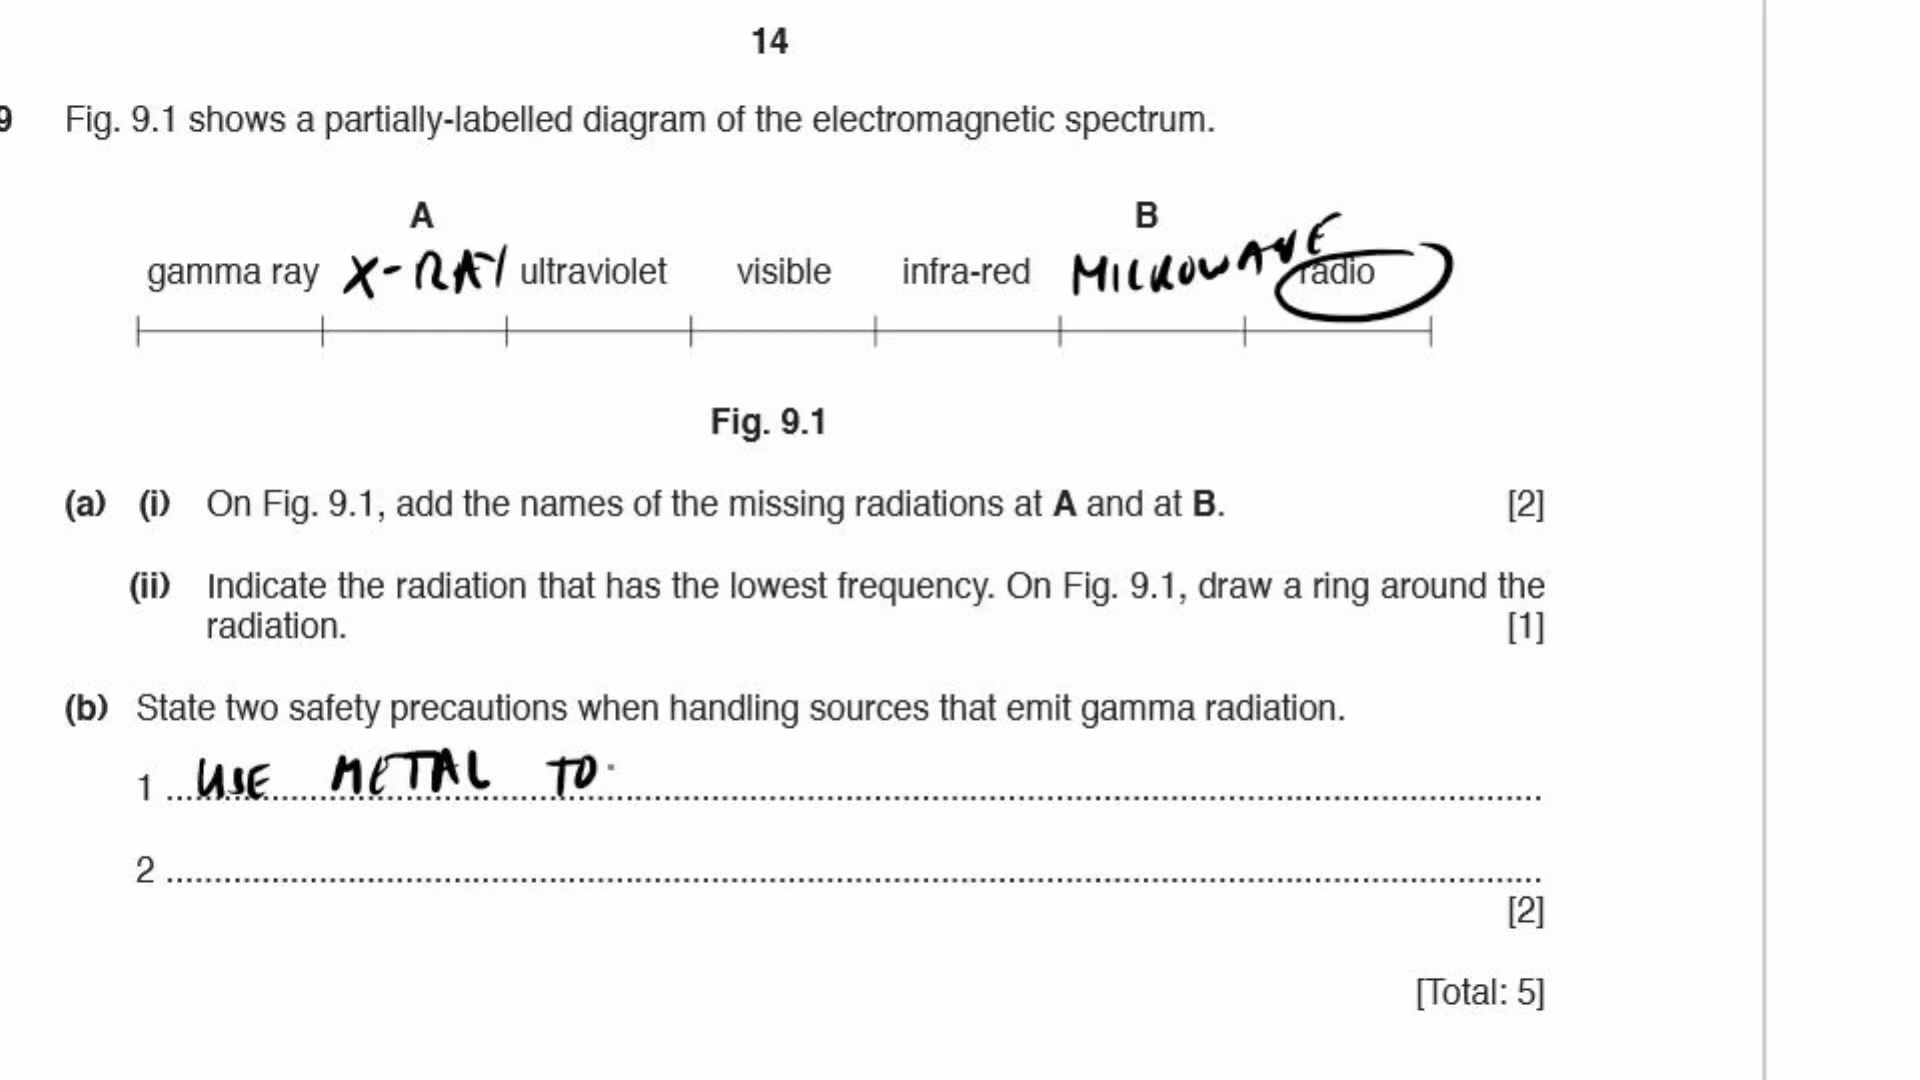 14
9 Fig. 9.1 shows a partially-labelled diagram of the electromagnetic spectrum.
A B
gamma ray X-RAY ultraviolet visible infra-red MICROWAVE radio
Fig. 9.1
(a) (i) On Fig. 9.1, add the names of the missing radiations at A and at B. [2]
(ii) Indicate the radiation that has the lowest frequency. On Fig. 9.1, draw a ring around the
radiation. [1]
(b) State two safety precautions when handling sources that emit gamma radiation.
1 USE METAL TO
2
[2]
[Total: 5]